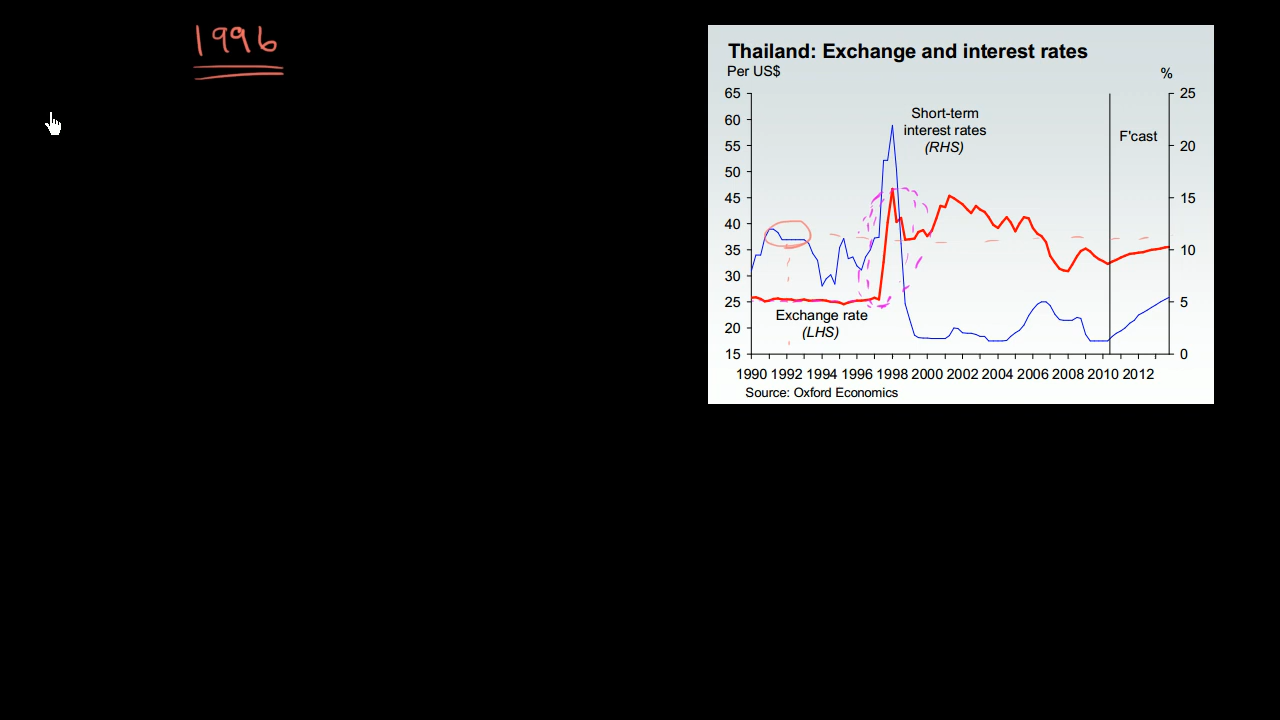 1996
Thailand: Exchange and interest rates
Per US$
%
65 25
60
55 20
50
45 15
40
35 10
30
25 5
20
15 0
Short-term
interest rates
(RHS)
F'cast
Exchange rate
(LHS)
1990 1992 1994 1996 1998 2000 2002 2004 2006 2008 2010 2012
Source: Oxford Economics